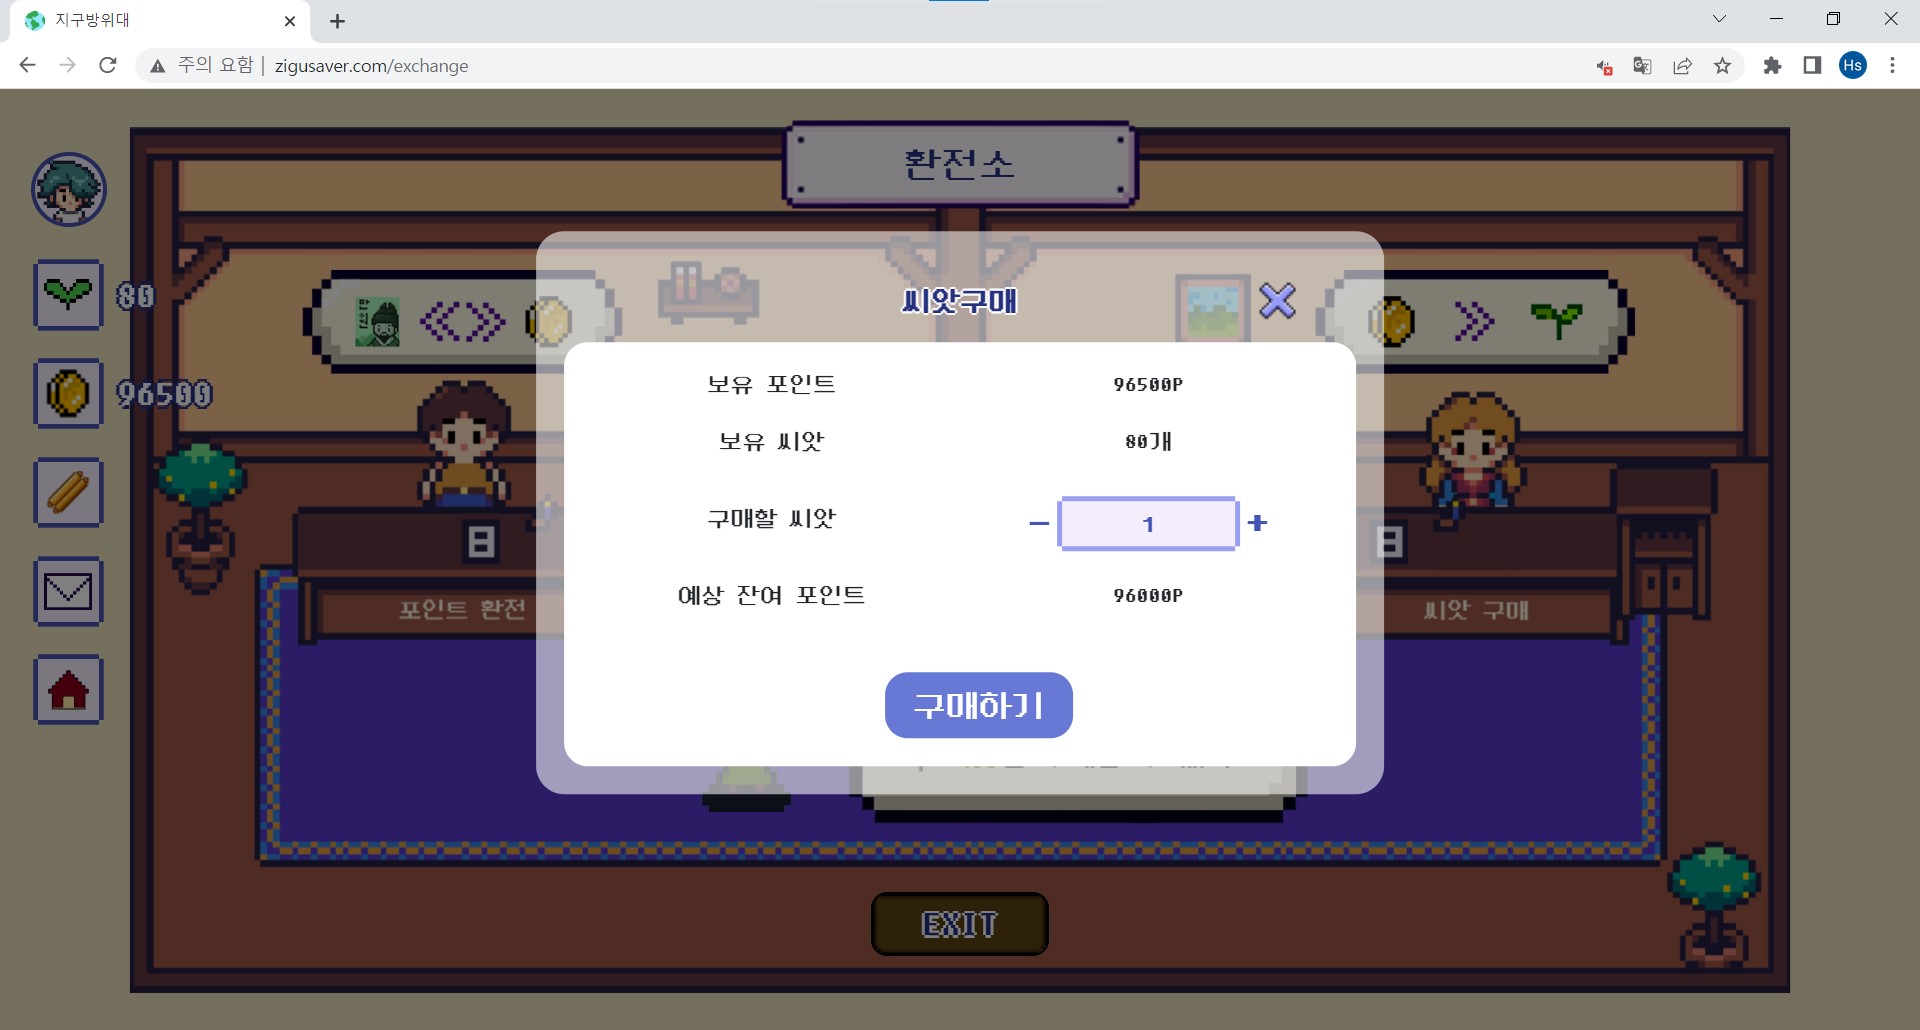 지구방위대
주의 요함 | zigusaver.com/exchange
Hs
환전소
80
96500
씨앗구매
보유 포인트 96500P
보유 씨앗 80개
구매할 씨앗 − 1 +
예상 잔여 포인트 96000P
구매하기
포인트 환전
씨앗 구매
EXIT